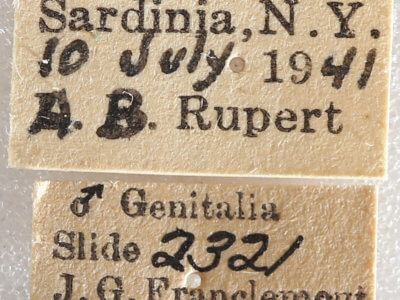 Sardinia, N.Y.
10 July 1941
A. B. Rupert
♂ Genitalia
Slide 2321
J. G. Franclemont